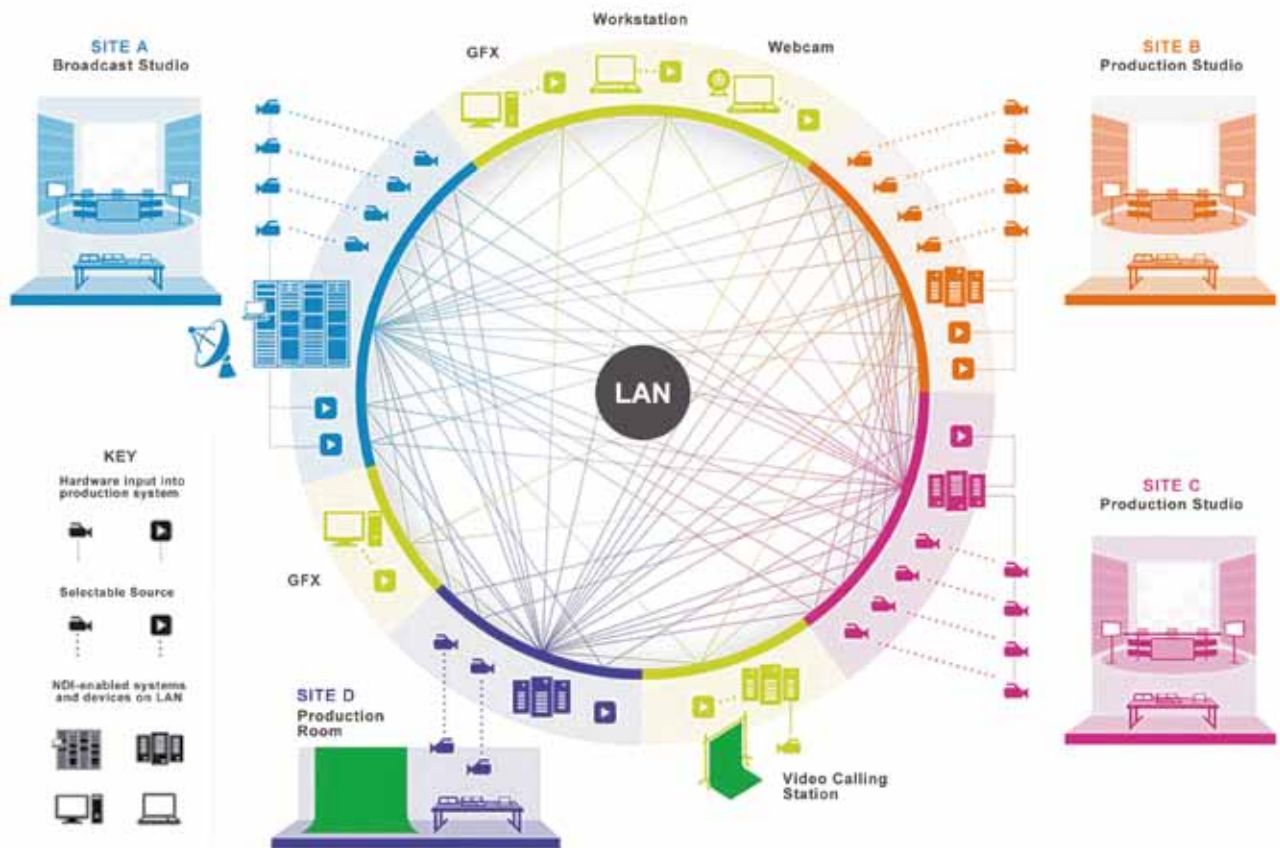 Workstation
GFX
Webcam
SITE A
Broadcast Studio
SITE B
Production Studio
LAN
KEY
Hardware input into
production system
Selectable Source
NDI-enabled systems
and devices on LAN
SITE C
Production Studio
GFX
SITE D
Production
Room
Video Calling
Station